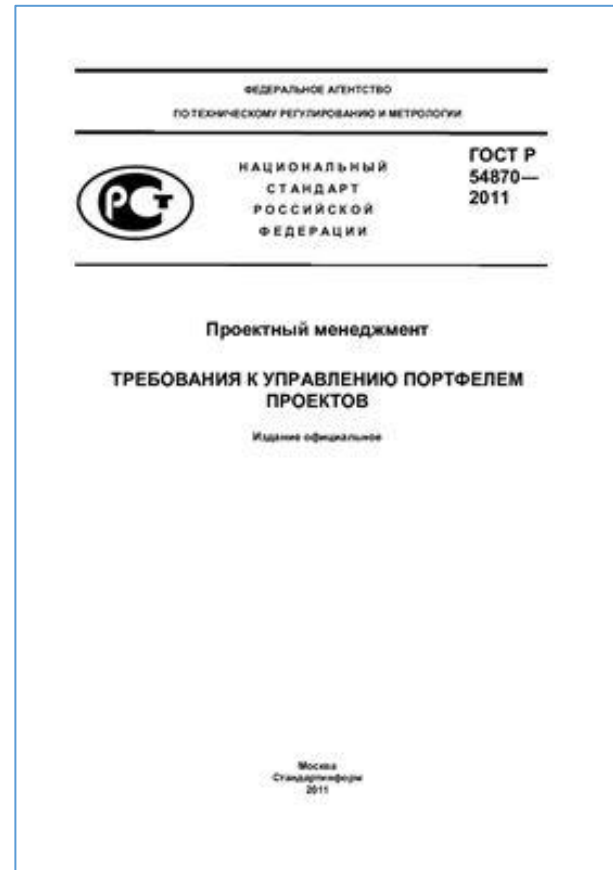 ФЕДЕРАЛЬНОЕ АГЕНТСТВО
ПО ТЕХНИЧЕСКОМУ РЕГУЛИРОВАНИЮ И МЕТРОЛОГИИ
РСТ
НАЦИОНАЛЬНЫЙ
СТАНДАРТ
РОССИЙСКОЙ
ФЕДЕРАЦИИ
ГОСТ Р
54870—
2011
Проектный менеджмент
ТРЕБОВАНИЯ К УПРАВЛЕНИЮ ПОРТФЕЛЕМ
ПРОЕКТОВ
Издание официальное
Москва
Стандартинформ
2011